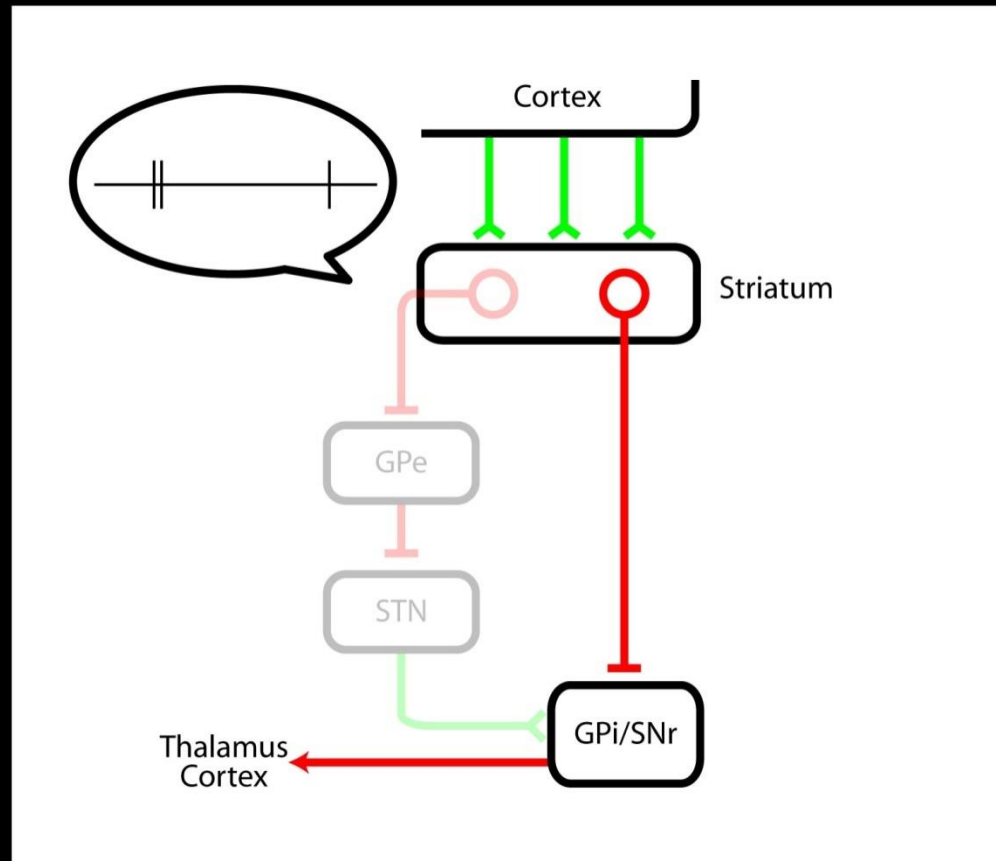 Cortex
Striatum
GPe
STN
GPi/SNr
Thalamus
Cortex